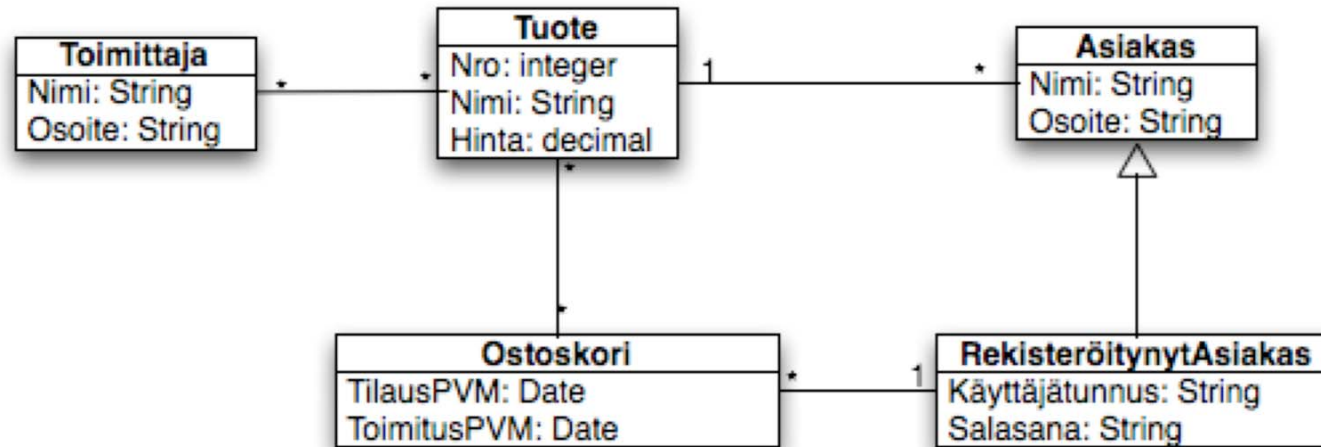 Toimittaja
Nimi: String
Osoite: String
* *
Tuote
Nro: integer
Nimi: String
Hinta: decimal
1 *
Asiakas
Nimi: String
Osoite: String
*
*
Ostoskori
TilausPVM: Date
ToimitusPVM: Date
* 1
RekisteröitynytAsiakas
Käyttäjätunnus: String
Salasana: String